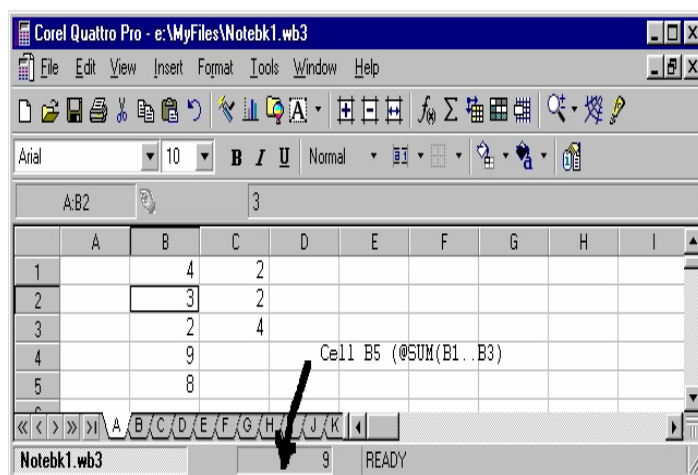 Corel Quattro Pro - e:\MyFiles\Notebk1.wb3
File Edit View Insert Format Tools Window Help
Arial 10 B I U Normal
A:B2 3
A B C D E F G H I
1 4 2
2 3 2
3 2 4
4 9 Cell B5 (@SUM(B1..B3)
5 8
A B C D E F G H J K
Notebk1.wb3 9 READY